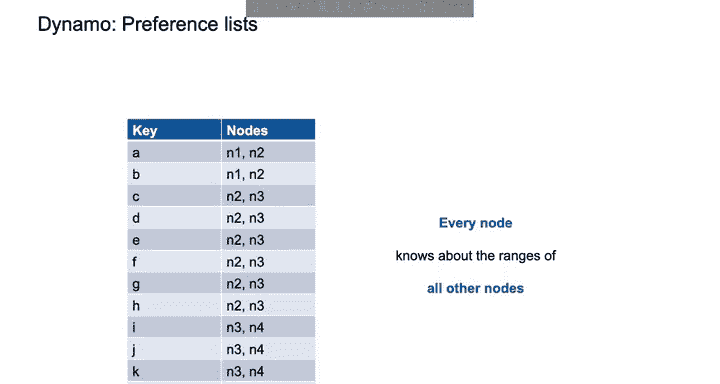 Dynamo: Preference lists
Key Nodes
a n1, n2
b n1, n2
c n2, n3
d n2, n3
e n2, n3
f n2, n3
g n2, n3
h n2, n3
i n3, n4
j n3, n4
k n3, n4
Every node
knows about the ranges of
all other nodes